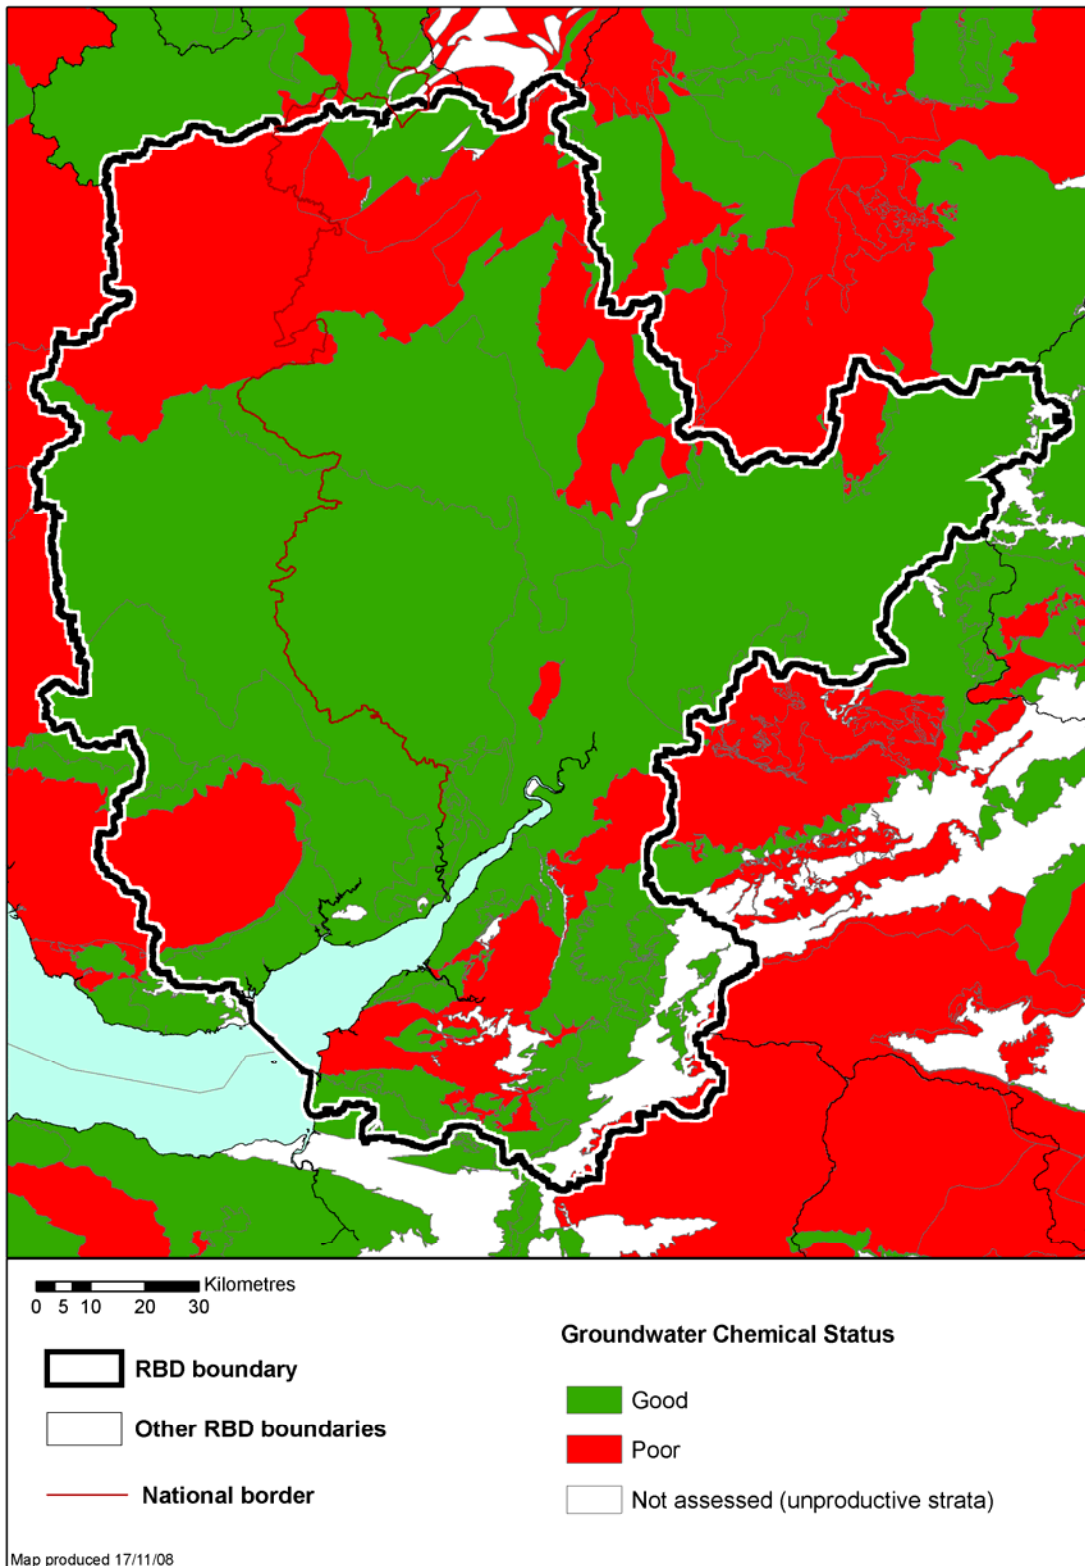 Kilometres
0 5 10 20 30
RBD boundary
Other RBD boundaries
National border
Groundwater Chemical Status
Good
Poor
Not assessed (unproductive strata)
Map produced 17/11/08